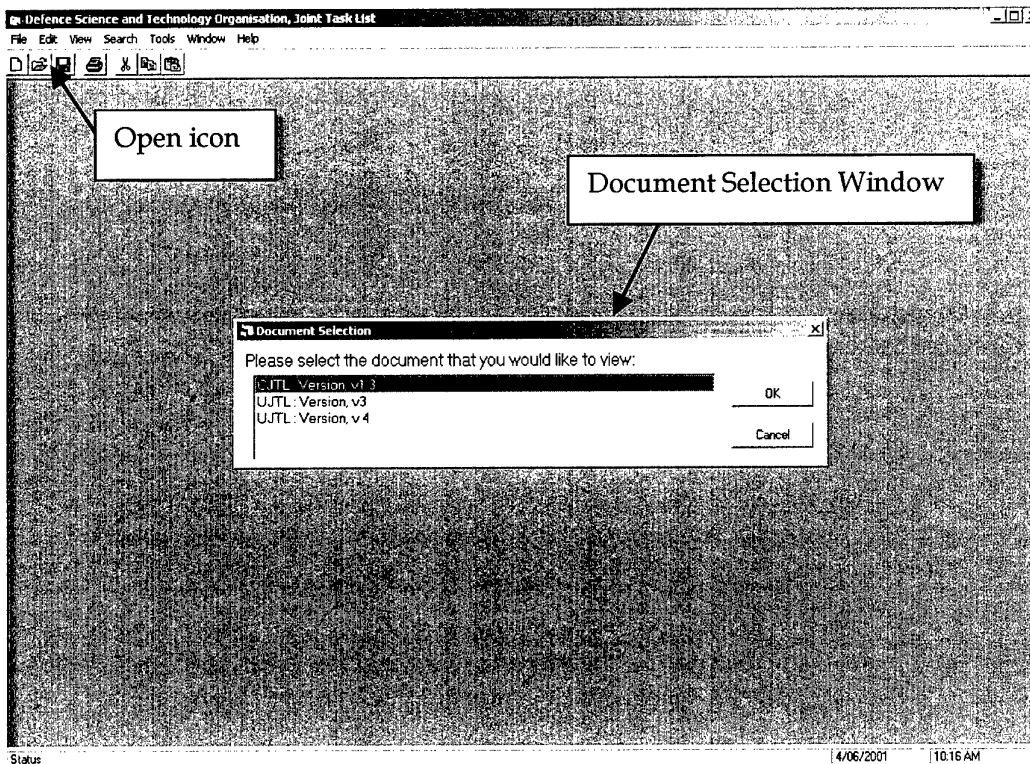 Defence Science and Technology Organisation, Joint Task List
File Edit View Search Tools Window Help
Open icon
Document Selection Window
Document Selection
Please select the document that you would like to view:
CJTL : Version, v1.3
UJTL : Version, v3
UJTL : Version, v 4
OK
Cancel
Status 4/06/2001 10:16 AM